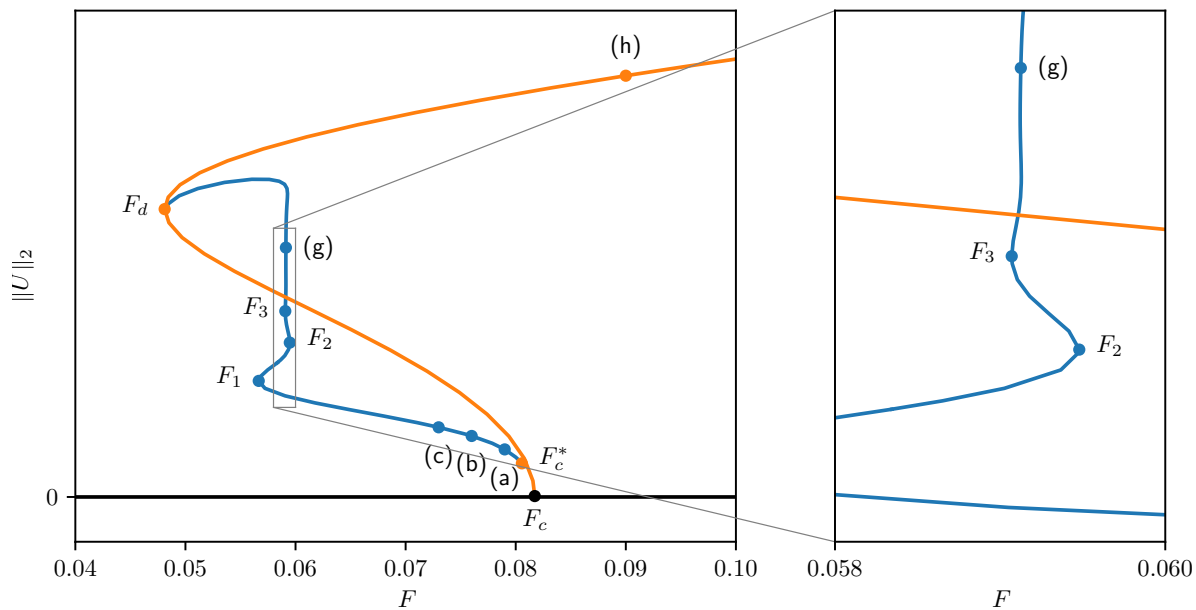 (h)
(g)
F_d
(g)
‖U‖₂
F_3
F_3
F_2
F_2
F_1
(c)
(b)
(a)
F_c^*
0
F_c
0.04
0.05
0.06
0.07
0.08
0.09
0.10
0.058
0.060
F
F